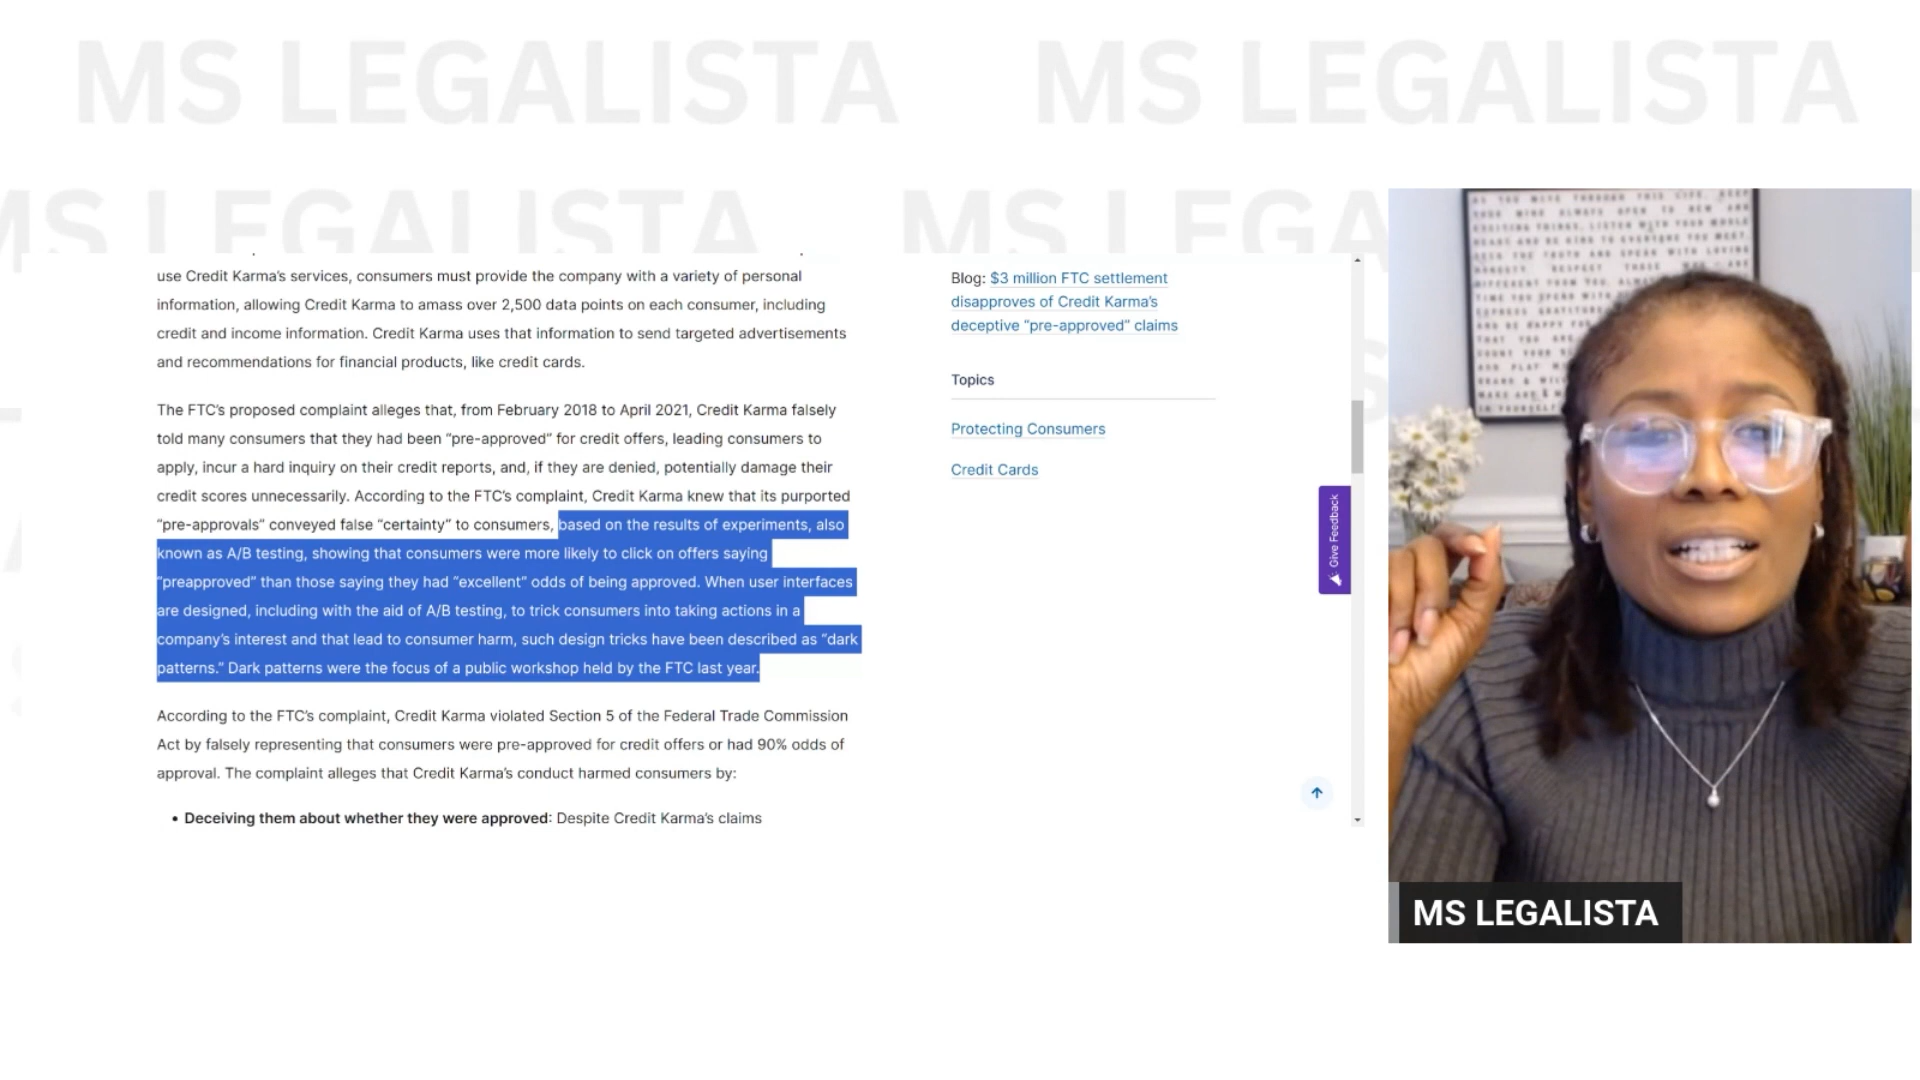 MS LEGALISTA MS LEGALISTA
MS LEGALISTA MS LEGA
use Credit Karma’s services, consumers must provide the company with a variety of personal
information, allowing Credit Karma to amass over 2,500 data points on each consumer, including
credit and income information. Credit Karma uses that information to send targeted advertisements
and recommendations for financial products, like credit cards.
The FTC’s proposed complaint alleges that, from February 2018 to April 2021, Credit Karma falsely
told many consumers that they had been “pre-approved” for credit offers, leading consumers to
apply, incur a hard inquiry on their credit reports, and, if they are denied, potentially damage their
credit scores unnecessarily. According to the FTC’s complaint, Credit Karma knew that its purported
“pre-approvals” conveyed false “certainty” to consumers, based on the results of experiments, also
known as A/B testing, showing that consumers were more likely to click on offers saying
“preapproved” than those saying they had “excellent” odds of being approved. When user interfaces
are designed, including with the aid of A/B testing, to trick consumers into taking actions in a
company’s interest and that lead to consumer harm, such design tricks have been described as “dark
patterns.” Dark patterns were the focus of a public workshop held by the FTC last year.
According to the FTC’s complaint, Credit Karma violated Section 5 of the Federal Trade Commission
Act by falsely representing that consumers were pre-approved for credit offers or had 90% odds of
approval. The complaint alleges that Credit Karma’s conduct harmed consumers by:
• Deceiving them about whether they were approved: Despite Credit Karma’s claims
Blog: $3 million FTC settlement
disapproves of Credit Karma’s
deceptive “pre-approved” claims
Topics
Protecting Consumers
Credit Cards
Give Feedback
MS LEGALISTA